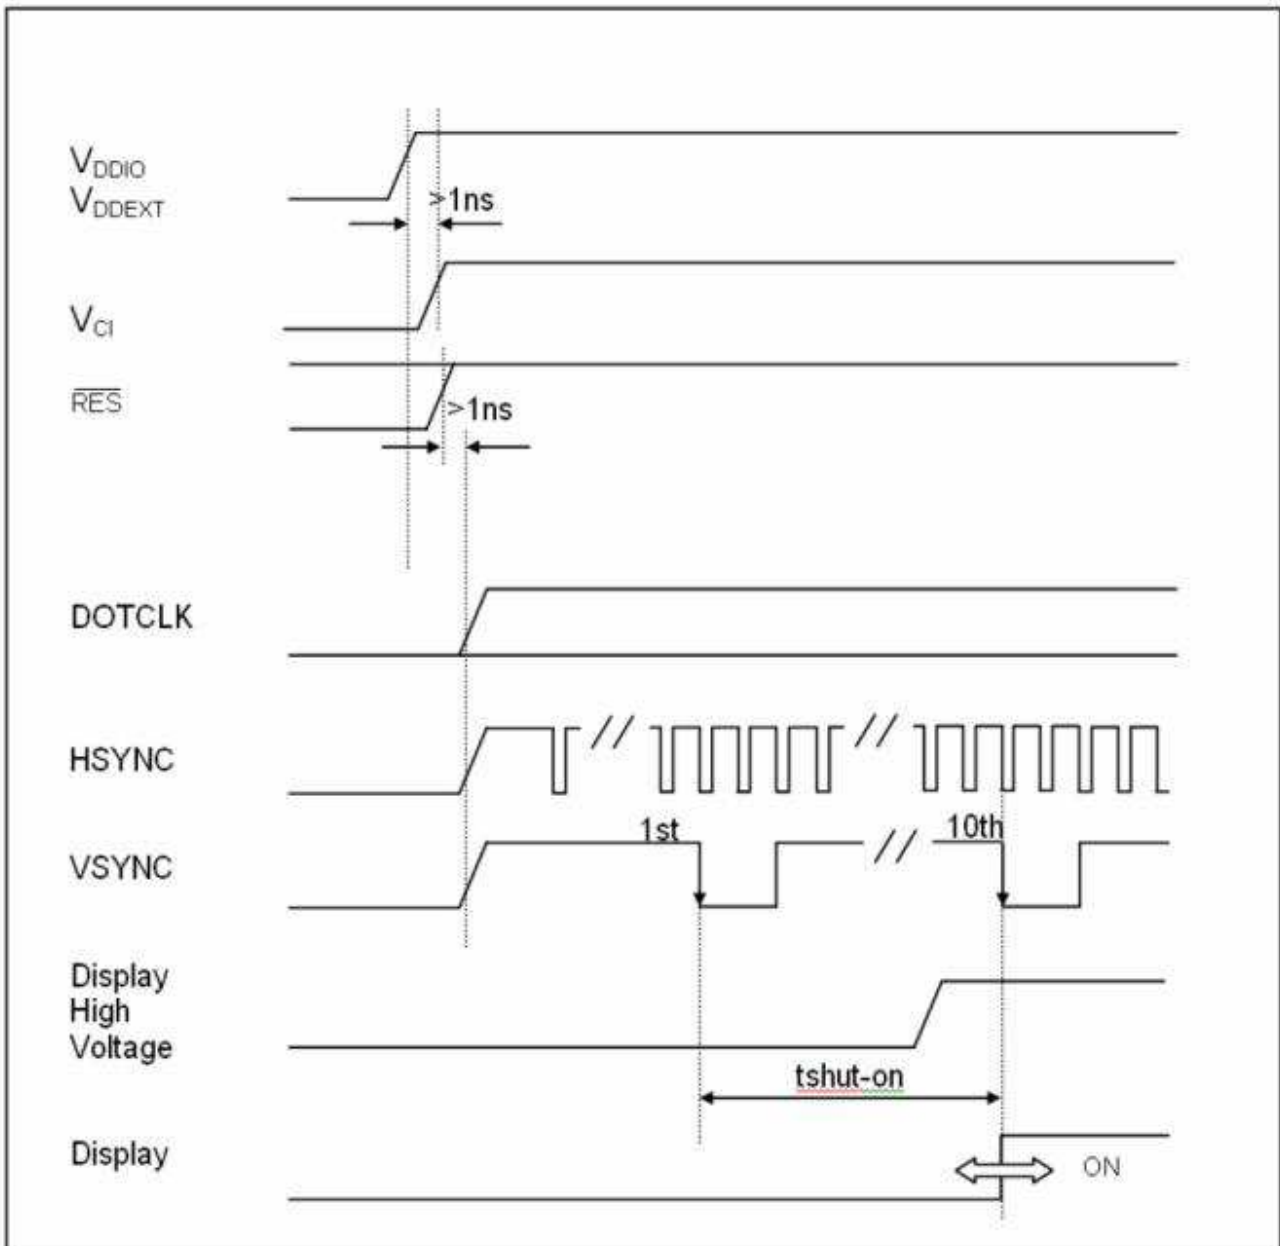 VDDIO
VDDEXT
>1ns
VCI
RES
>1ns
DOTCLK
HSYNC
1st
10th
VSYNC
Display
High
Voltage
tshut-on
Display
ON